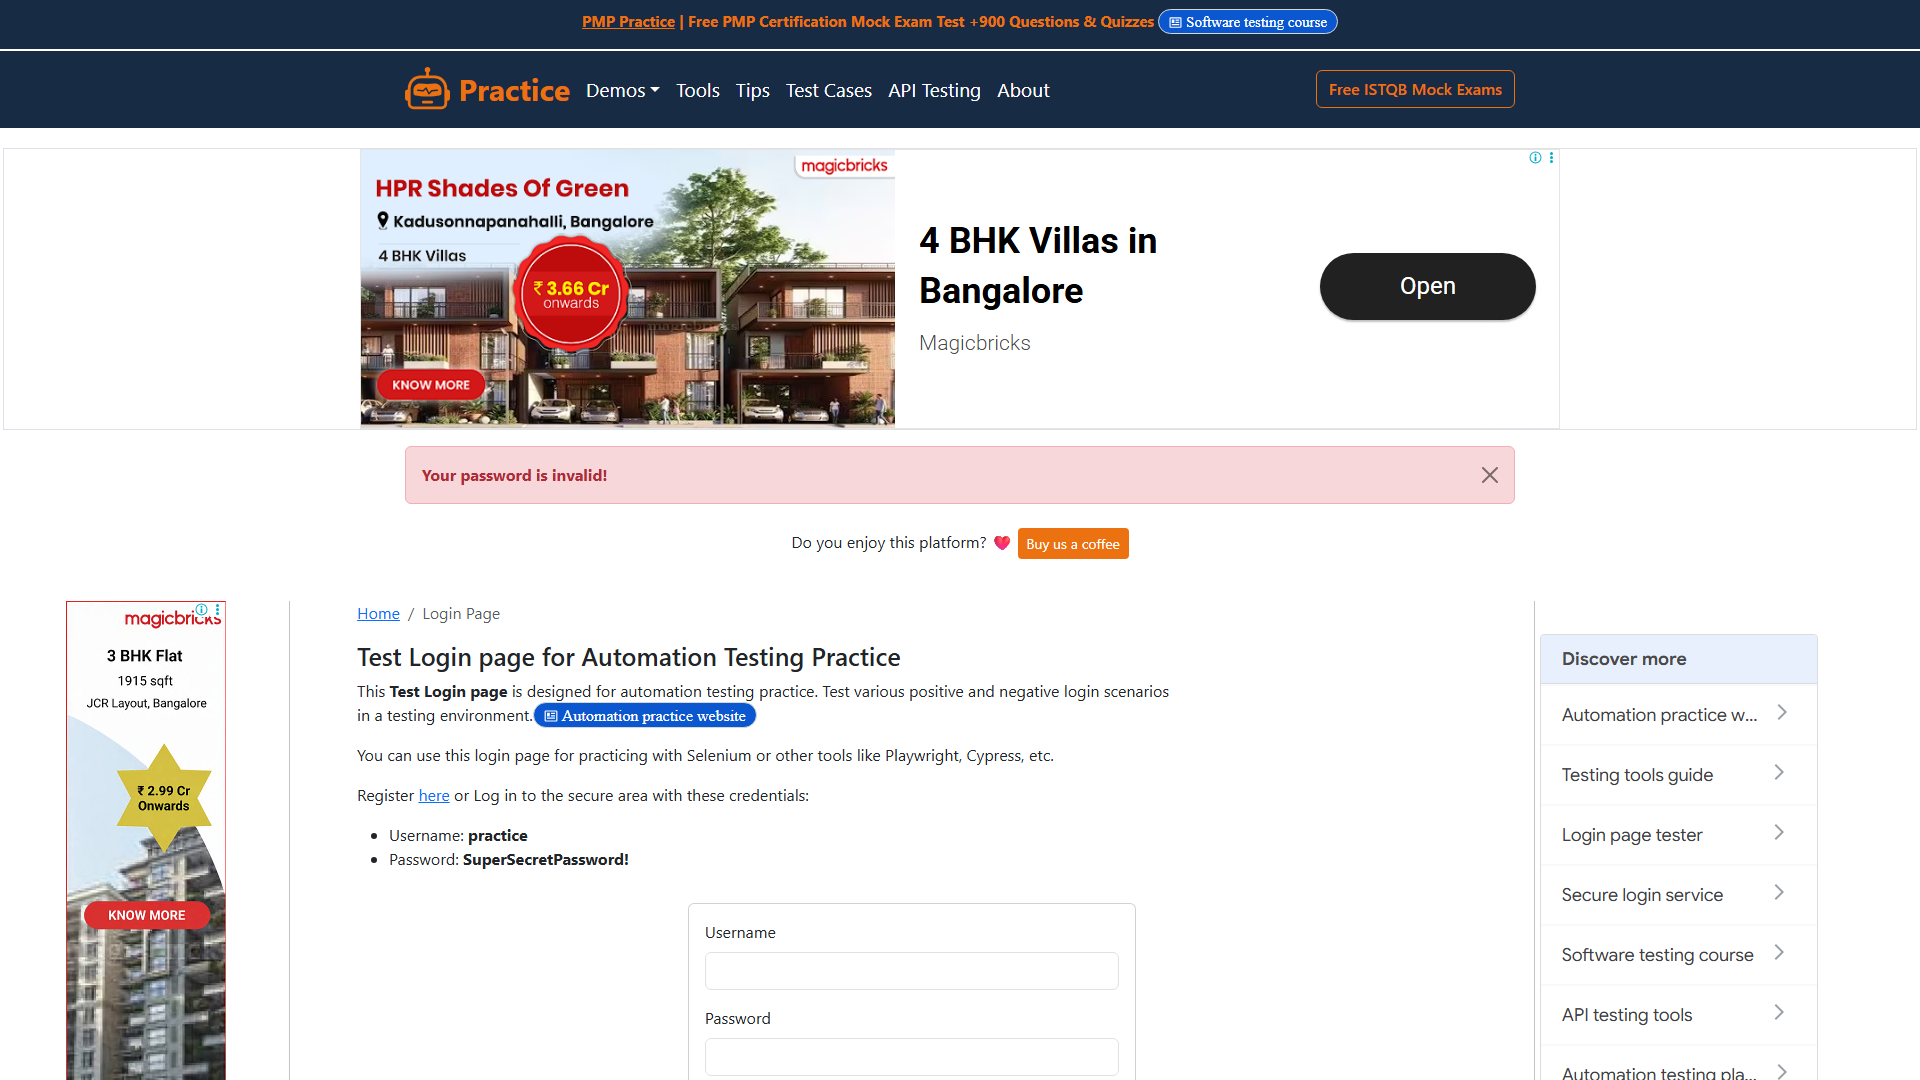 PMP Practice | Free PMP Certification Mock Exam Test +900 Questions & Quizzes Software testing course
Practice Demos Tools Tips Test Cases API Testing About Free ISTQB Mock Exams
magicbricks
HPR Shades Of Green
Kadusonnapanahalli, Bangalore
4 BHK Villas
₹ 3.66 Cr
onwards
KNOW MORE
4 BHK Villas in
Bangalore
Magicbricks
Open
Your password is invalid!
Do you enjoy this platform? Buy us a coffee
magicbricks
3 BHK Flat
1915 sqft
JCR Layout, Bangalore
₹ 2.99 Cr
Onwards
KNOW MORE
Home / Login Page
Test Login page for Automation Testing Practice
This Test Login page is designed for automation testing practice. Test various positive and negative login scenarios
in a testing environment. Automation practice website
You can use this login page for practicing with Selenium or other tools like Playwright, Cypress, etc.
Register here or Log in to the secure area with these credentials:
Username: practice
Password: SuperSecretPassword!
Username
Password
Discover more
Automation practice w...
Testing tools guide
Login page tester
Secure login service
Software testing course
API testing tools
Automation testing pla...